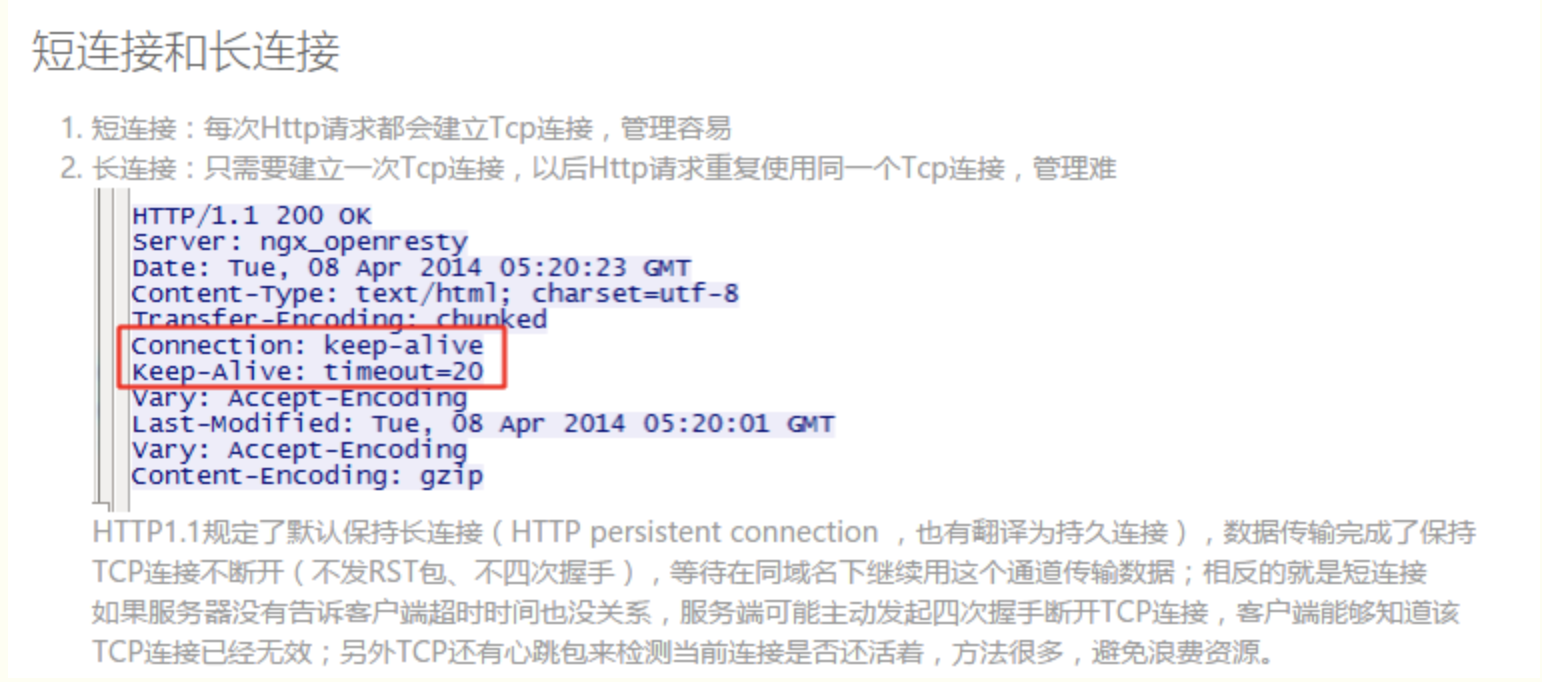 短连接和长连接
1. 短连接：每次Http请求都会建立Tcp连接，管理容易
2. 长连接：只需要建立一次Tcp连接，以后Http请求重复使用同一个Tcp连接，管理难
HTTP/1.1 200 OK
Server: ngx_openresty
Date: Tue, 08 Apr 2014 05:20:23 GMT
Content-Type: text/html; charset=utf-8
Transfer-Encoding: chunked
Connection: keep-alive
Keep-Alive: timeout=20
Vary: Accept-Encoding
Last-Modified: Tue, 08 Apr 2014 05:20:01 GMT
Vary: Accept-Encoding
Content-Encoding: gzip
HTTP1.1规定了默认保持长连接（HTTP persistent connection ，也有翻译为持久连接），数据传输完成了保持
TCP连接不断开（不发RST包、不四次握手），等待在同域名下继续用这个通道传输数据；相反的就是短连接
如果服务器没有告诉客户端超时时间也没关系，服务端可能主动发起四次握手断开TCP连接，客户端能够知道该
TCP连接已经无效；另外TCP还有心跳包来检测当前连接是否还活着，方法很多，避免浪费资源。